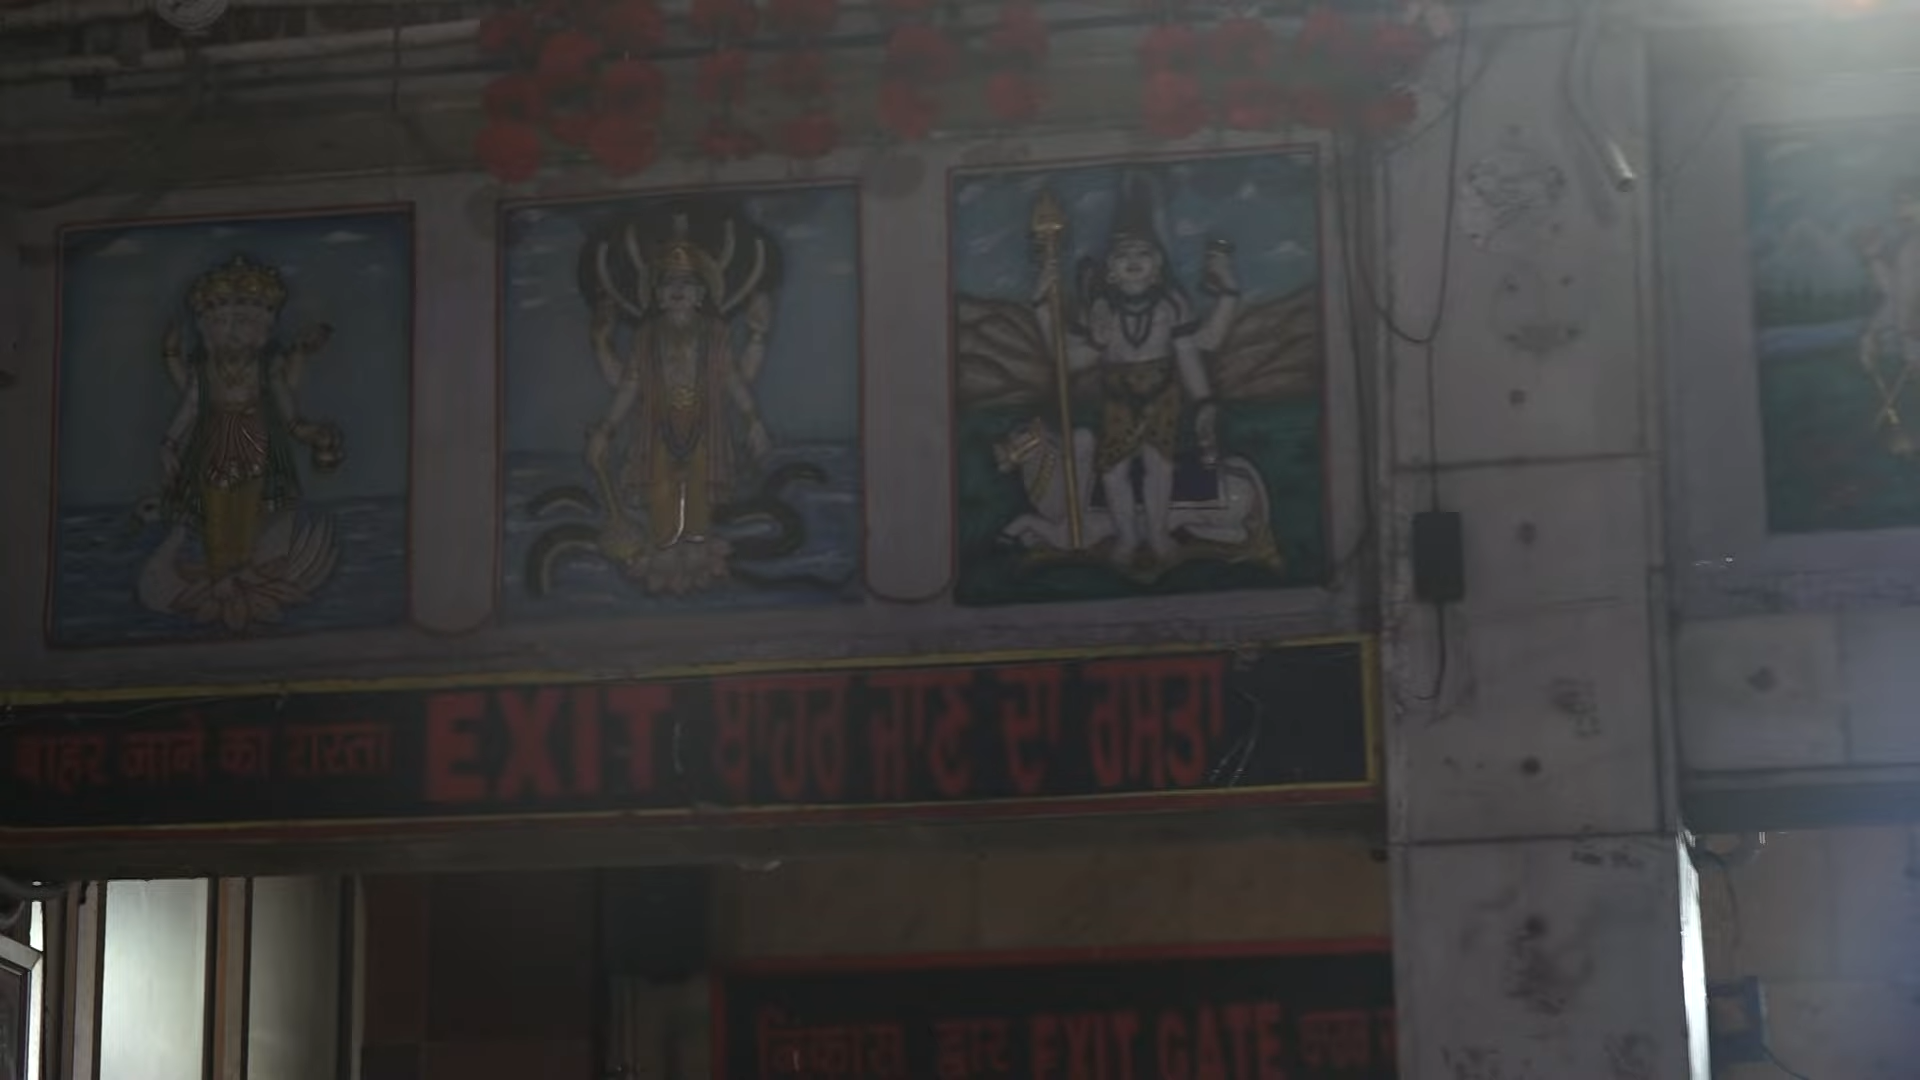 बाहर जाने का रास्ता EXIT ਬਾਹਰ ਜਾਣ ਦਾ ਰਸਤਾ
निकास द्वार EXIT GATE